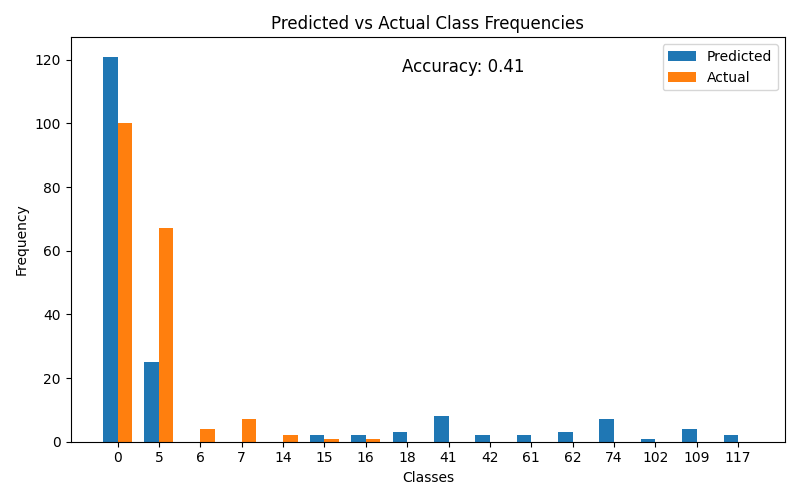 Predicted vs Actual Class Frequencies
Accuracy: 0.41
Predicted
Actual
Frequency
120
100
80
60
40
20
0
0 5 6 7 14 15 16 18 41 42 61 62 74 102 109 117
Classes